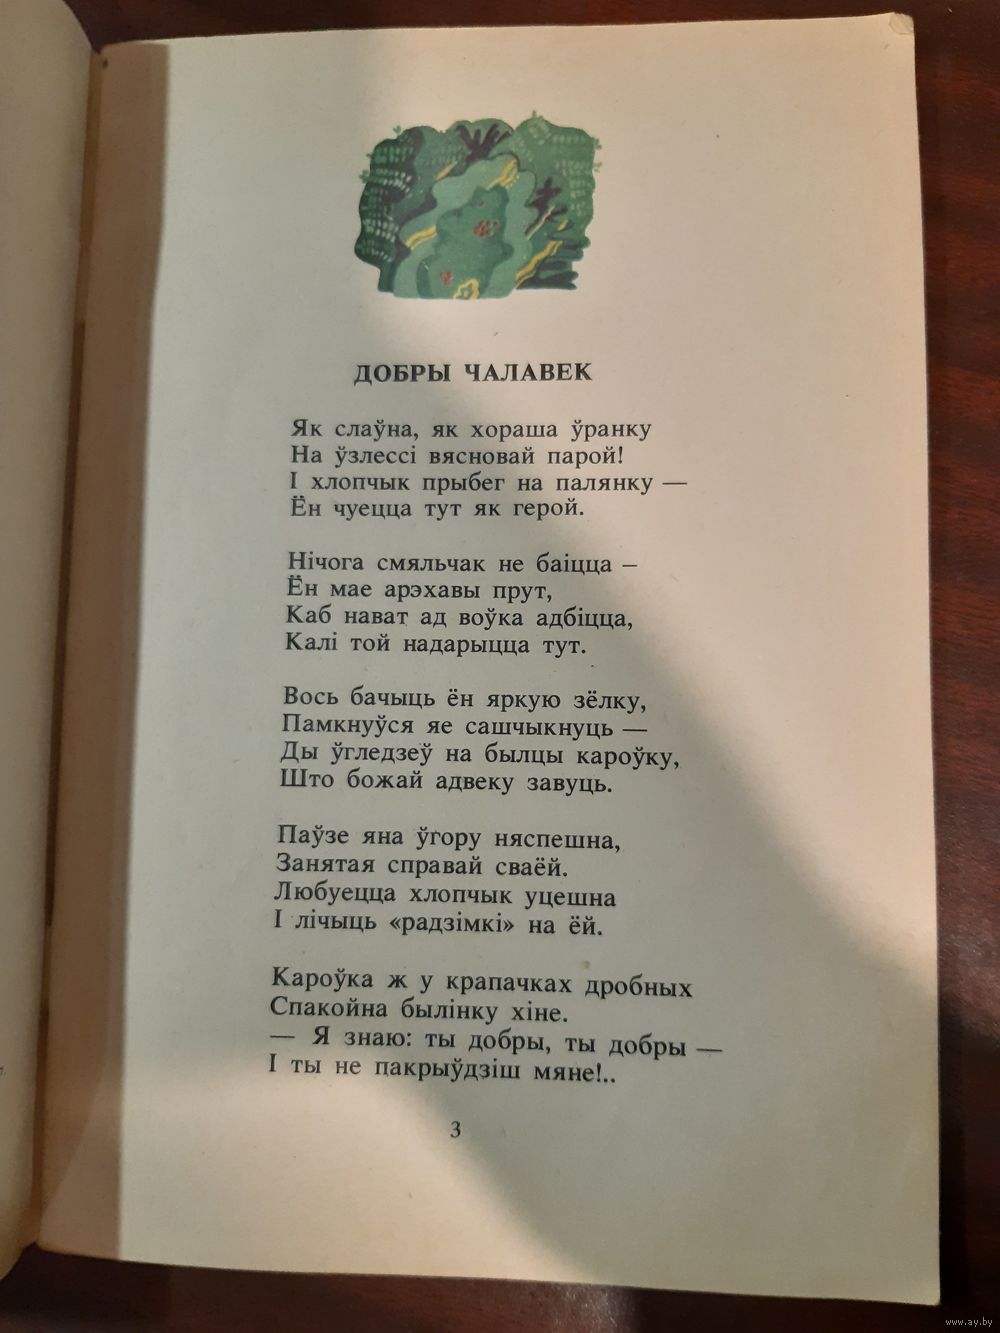 ДОБРЫ ЧАЛАВЕК
Як слаўна, як хораша ўранку
На ўзлессі вясновай парой!
І хлопчык прыбег на палянку —
Ён чуецца тут як герой.
Нічога смяльчак не баіцца –
Ён мае арэхавы прут,
Каб нават ад воўка адбіцца,
Калі той надарыцца тут.
Вось бачыць ён яркую зёлку,
Памкнуўся яе сашчыкнуць —
Ды ўгледзеў на былцы кароўку,
Што божай адвеку завуць.
Паўзе яна ўгору няспешна,
Занятая справай сваёй.
Любуецца хлопчык уцешна
І лічыць «радзімкі» на ёй.
Кароўка ж у крапачках дробных
Спакойна былінку хіне.
— Я знаю: ты добры, ты добры —
І ты не пакрыўдзіш мяне!..
3
www.ay.by